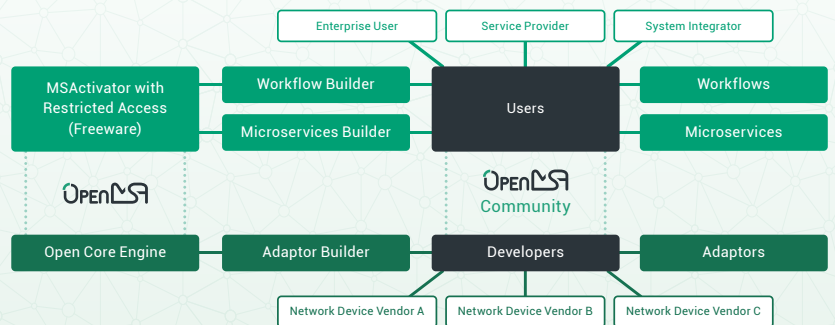 Enterprise User
Service Provider
System Integrator
MSActivator with
Restricted Access
(Freeware)
Workflow Builder
Microservices Builder
Users
Workflows
Microservices
OPENMSA
OPENMSA
Community
Open Core Engine
Adaptor Builder
Developers
Adaptors
Network Device Vendor A
Network Device Vendor B
Network Device Vendor C